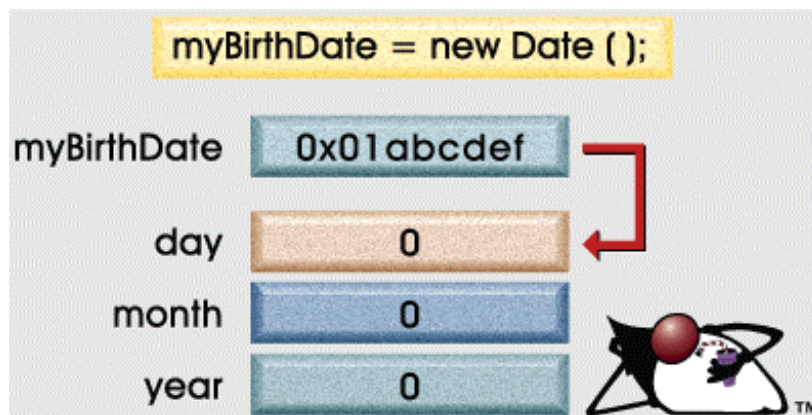 myBirthDate = new Date ( );
myBirthDate 0x01abcdef
day 0
month 0
year 0
TM